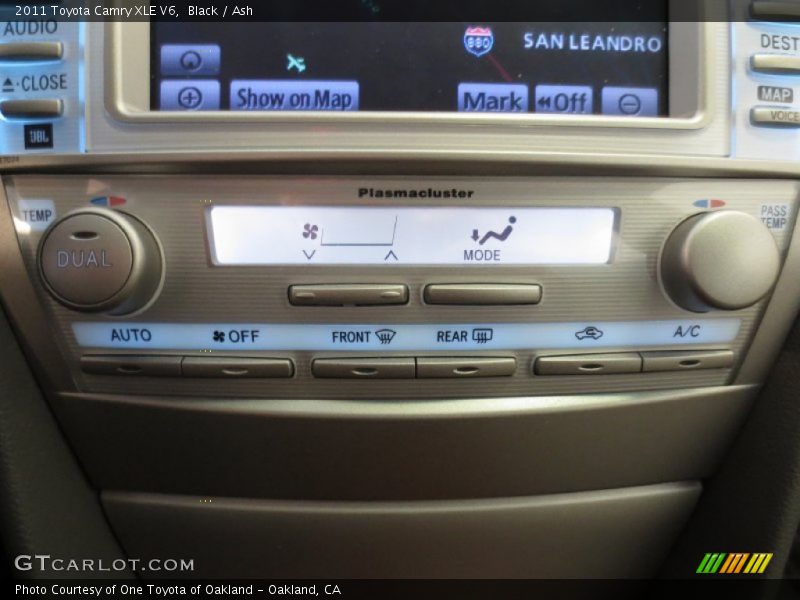 2011 Toyota Camry XLE V6, Black / Ash
AUDIO
880
SAN LEANDRO
DEST
CLOSE
Show on Map
Mark
Off
MAP
VOICE
JBL
Plasmacluster
TEMP
PASS
TEMP
DUAL
MODE
AUTO
OFF
FRONT
REAR
A/C
GTCARLOT.COM
Photo Courtesy of One Toyota of Oakland - Oakland, CA